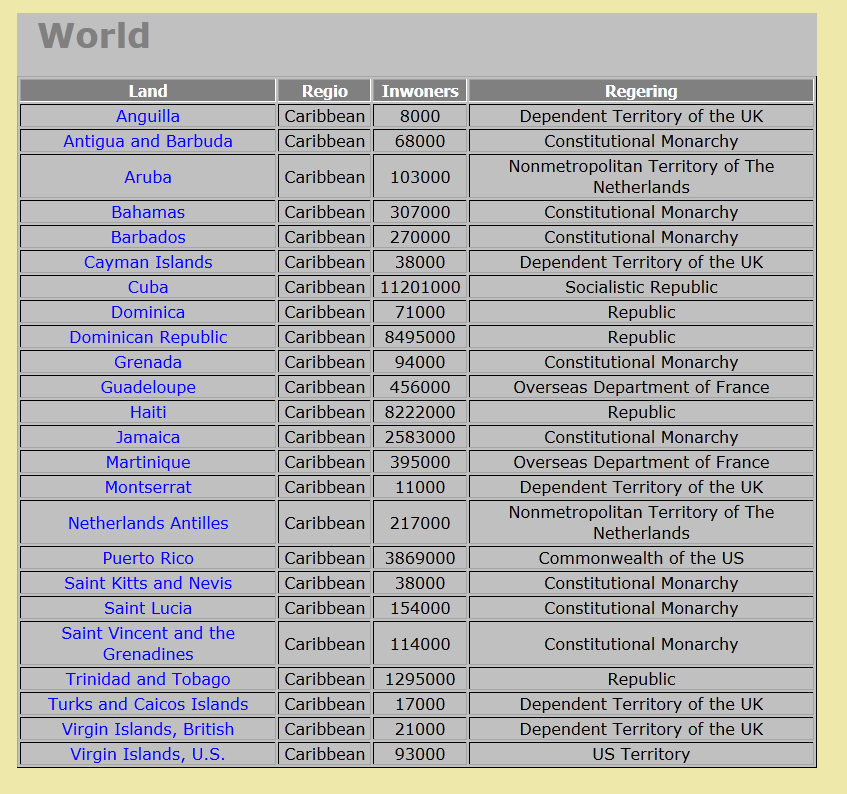 World
Land Regio Inwoners Regering
Anguilla Caribbean 8000 Dependent Territory of the UK
Antigua and Barbuda Caribbean 68000 Constitutional Monarchy
Aruba Caribbean 103000 Nonmetropolitan Territory of The
Netherlands
Bahamas Caribbean 307000 Constitutional Monarchy
Barbados Caribbean 270000 Constitutional Monarchy
Cayman Islands Caribbean 38000 Dependent Territory of the UK
Cuba Caribbean 11201000 Socialistic Republic
Dominica Caribbean 71000 Republic
Dominican Republic Caribbean 8495000 Republic
Grenada Caribbean 94000 Constitutional Monarchy
Guadeloupe Caribbean 456000 Overseas Department of France
Haiti Caribbean 8222000 Republic
Jamaica Caribbean 2583000 Constitutional Monarchy
Martinique Caribbean 395000 Overseas Department of France
Montserrat Caribbean 11000 Dependent Territory of the UK
Netherlands Antilles Caribbean 217000 Nonmetropolitan Territory of The
Netherlands
Puerto Rico Caribbean 3869000 Commonwealth of the US
Saint Kitts and Nevis Caribbean 38000 Constitutional Monarchy
Saint Lucia Caribbean 154000 Constitutional Monarchy
Saint Vincent and the
Grenadines Caribbean 114000 Constitutional Monarchy
Trinidad and Tobago Caribbean 1295000 Republic
Turks and Caicos Islands Caribbean 17000 Dependent Territory of the UK
Virgin Islands, British Caribbean 21000 Dependent Territory of the UK
Virgin Islands, U.S. Caribbean 93000 US Territory